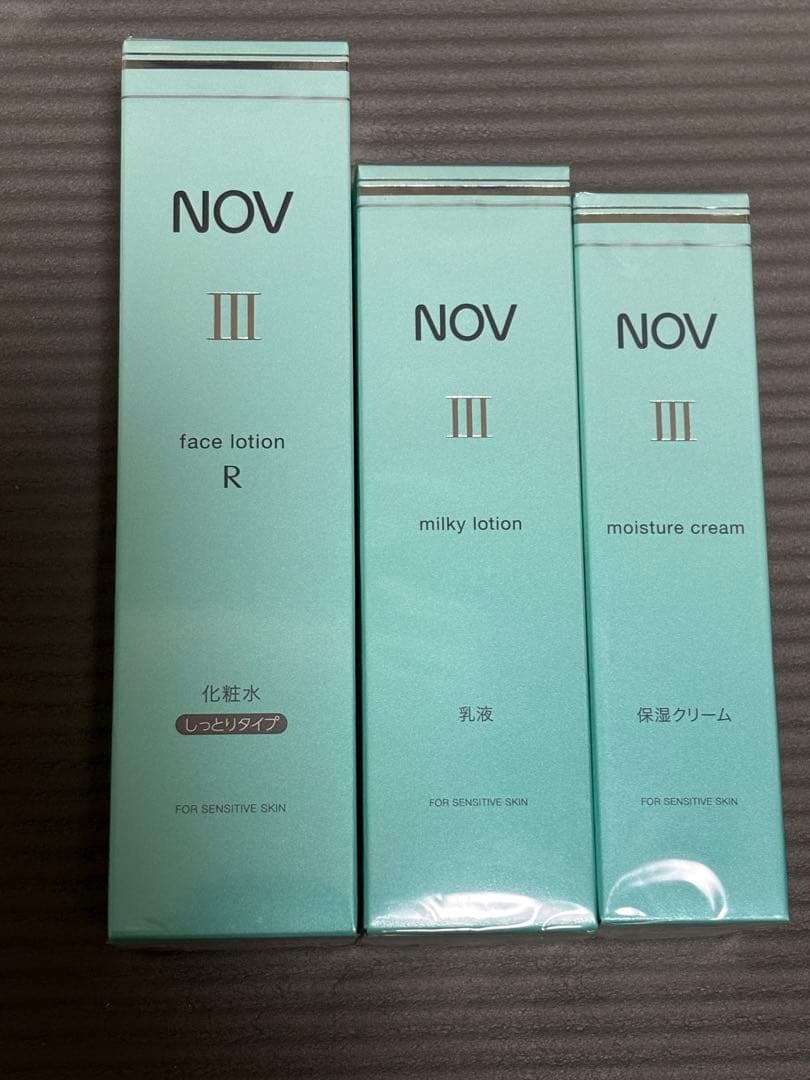 NOV
III
face lotion
R
化粧水
しっとりタイプ
FOR SENSITIVE SKIN
NOV
III
milky lotion
乳液
FOR SENSITIVE SKIN
NOV
III
moisture cream
保湿クリーム
FOR SENSITIVE SKIN